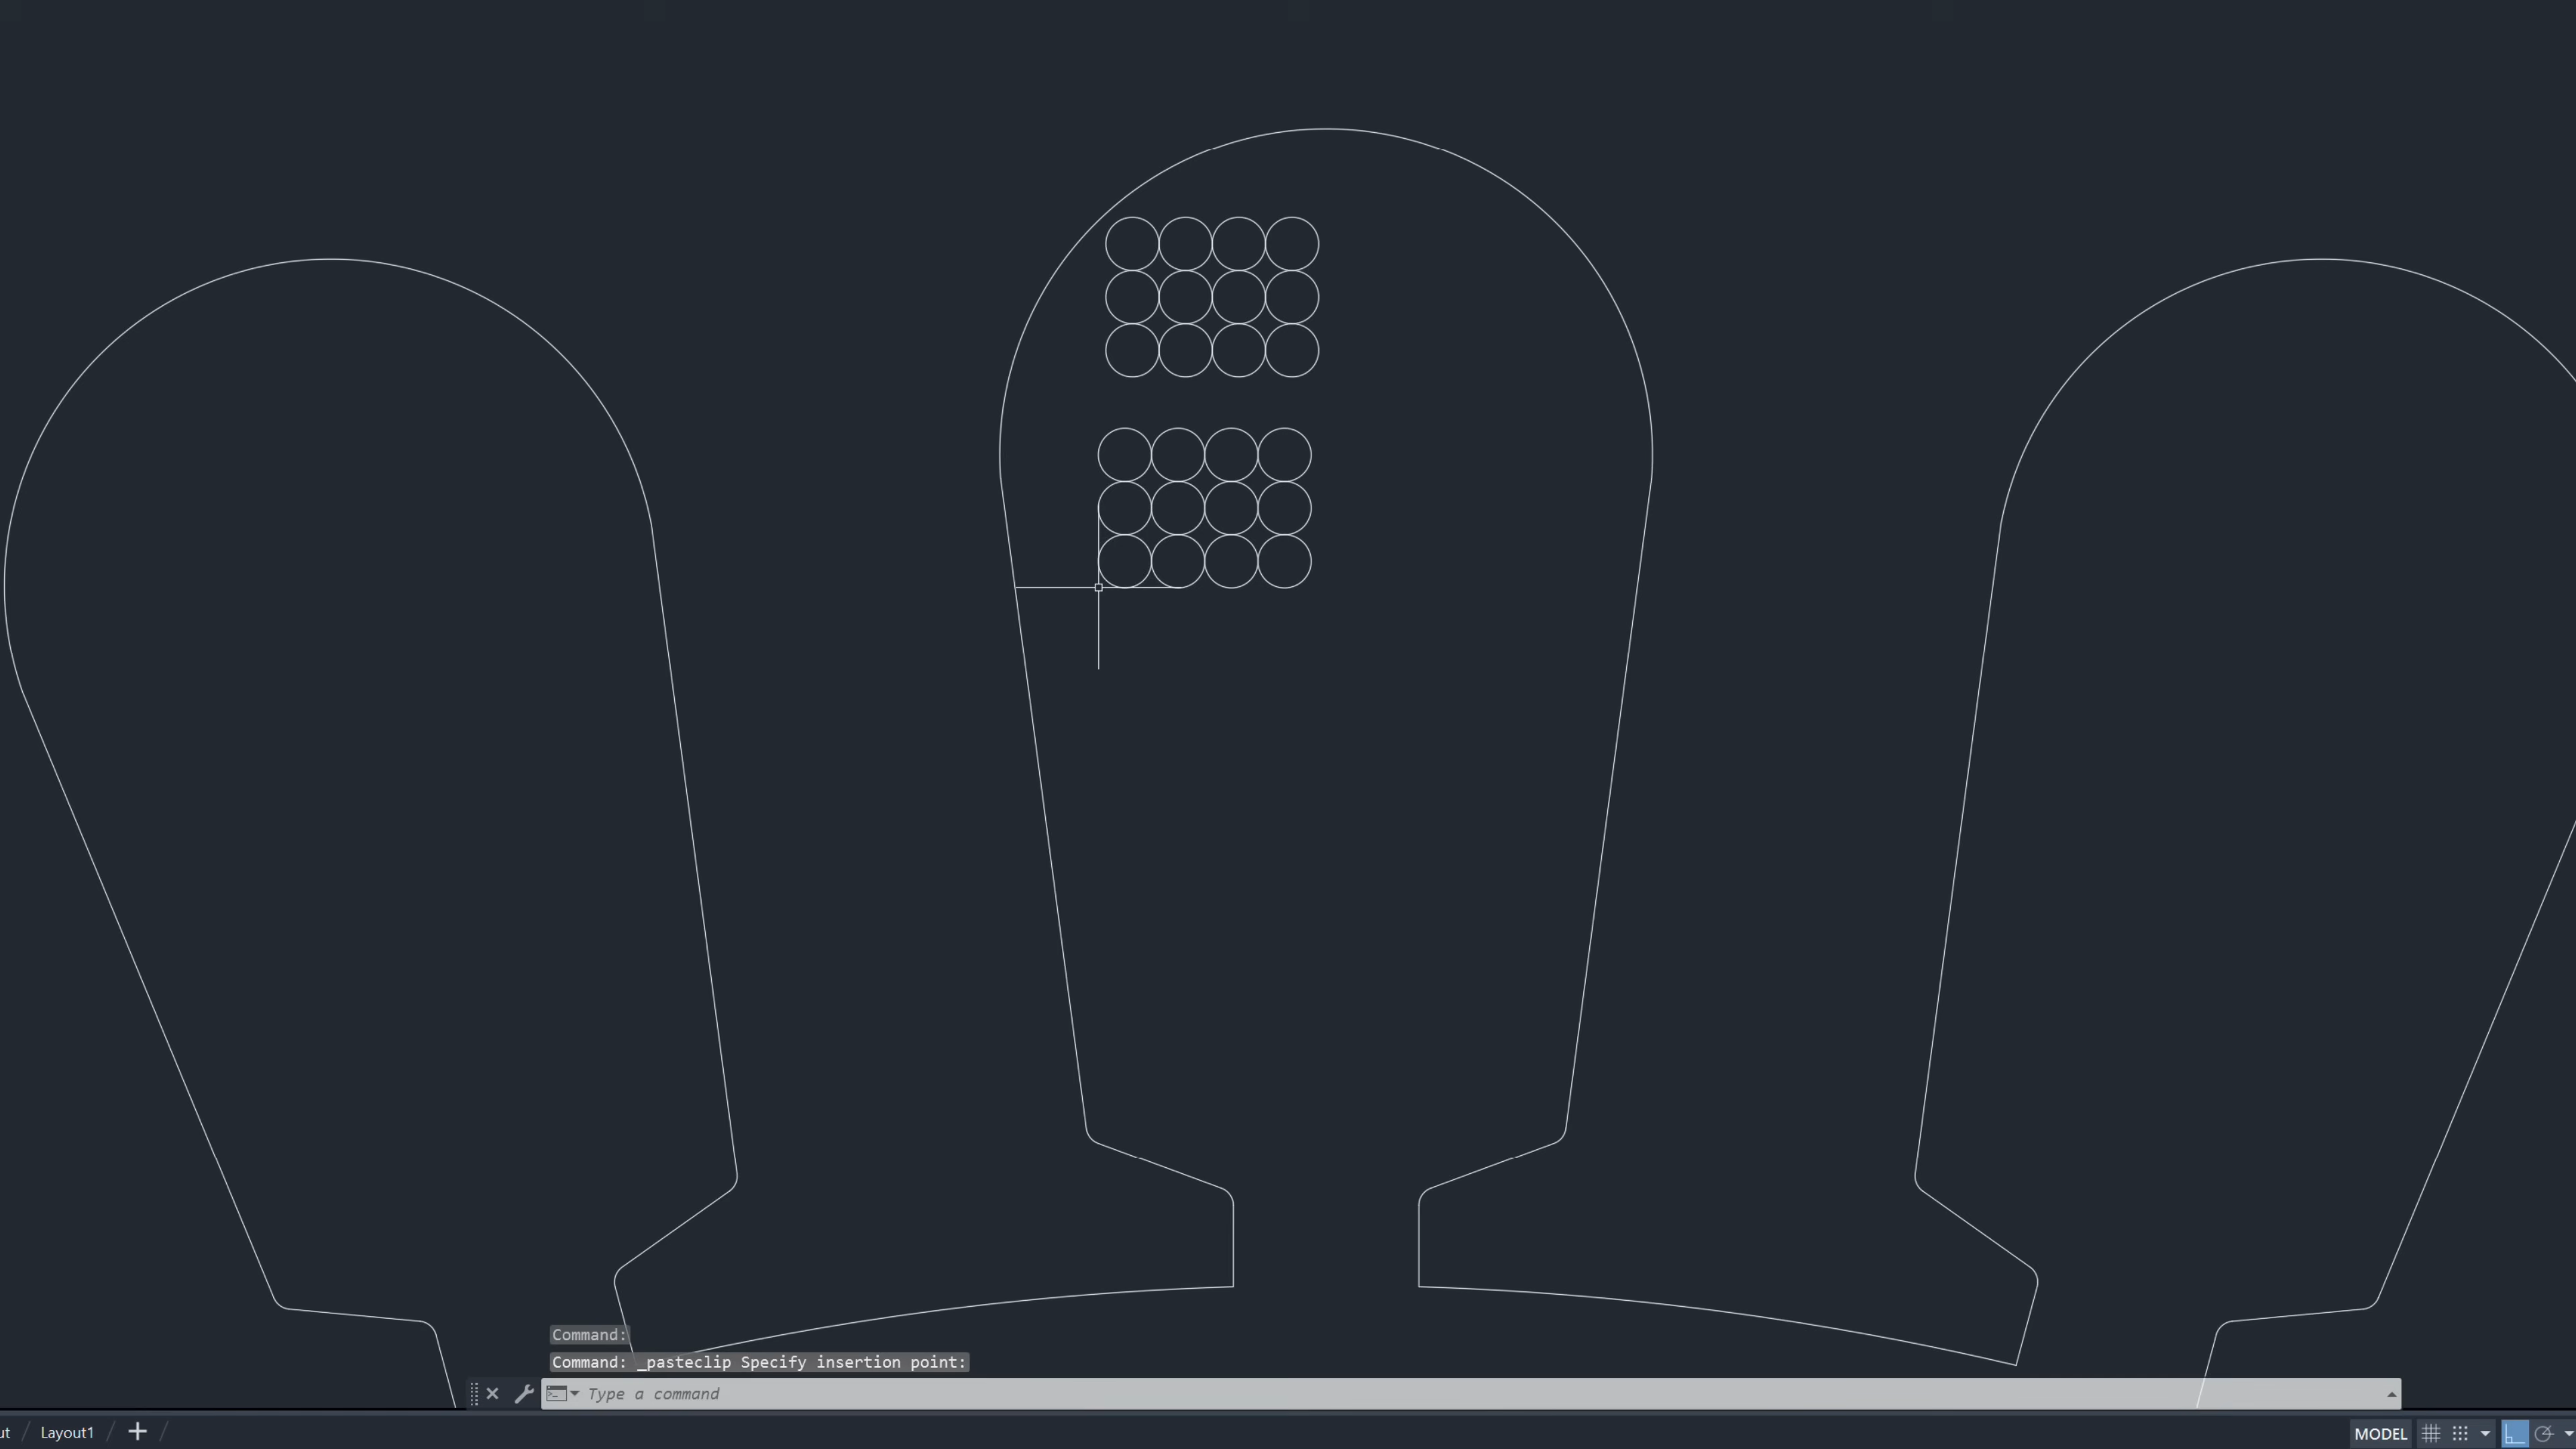 Command:
Command: _pasteclip Specify insertion point:
Type a command
ut
Layout1
MODEL